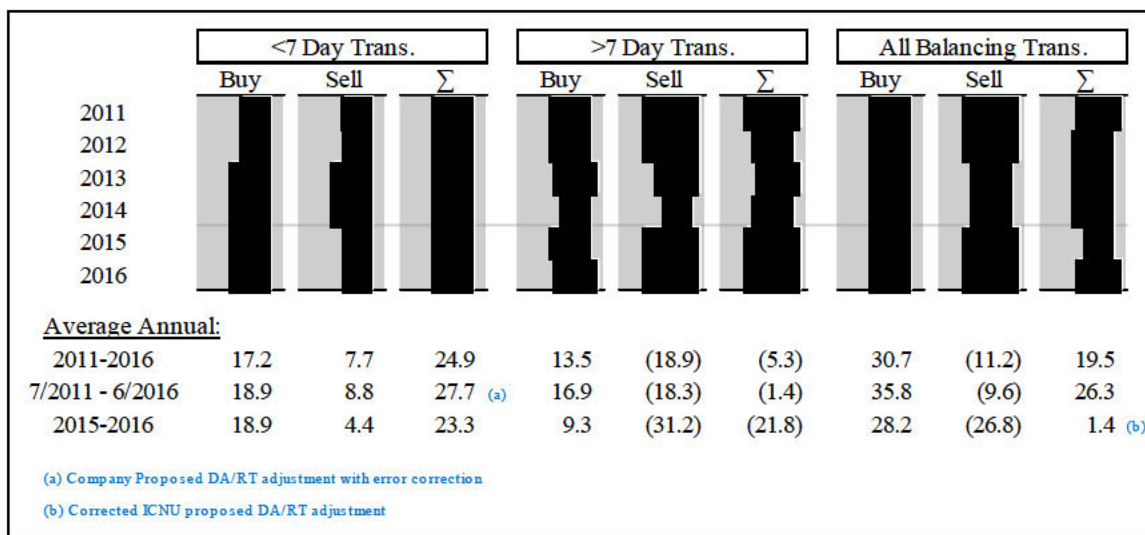 <7 Day Trans. >7 Day Trans. All Balancing Trans.
Buy Sell ∑ Buy Sell ∑ Buy Sell ∑
2011
2012
2013
2014
2015
2016
Average Annual:
2011-2016 17.2 7.7 24.9 13.5 (18.9) (5.3) 30.7 (11.2) 19.5
7/2011 - 6/2016 18.9 8.8 27.7 (a) 16.9 (18.3) (1.4) 35.8 (9.6) 26.3
2015-2016 18.9 4.4 23.3 9.3 (31.2) (21.8) 28.2 (26.8) 1.4 (b)
(a) Company Proposed DA/RT adjustment with error correction
(b) Corrected ICNU proposed DA/RT adjustment